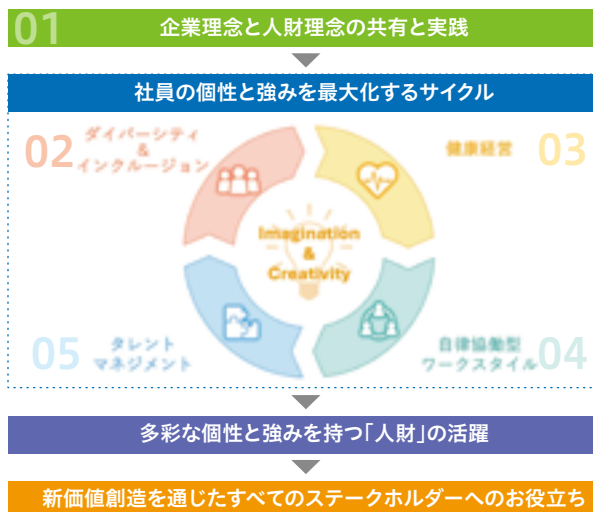 01 企業理念と人財理念の共有と実践
社員の個性と強みを最大化するサイクル
02
ダイバーシティ
&
インクルージョン
健康経営
03
Imagination
&
Creativity
05
タレント
マネジメント
自律協働型
ワークスタイル
04
多彩な個性と強みを持つ「人財」の活躍
新価値創造を通じたすべてのステークホルダーへのお役立ち